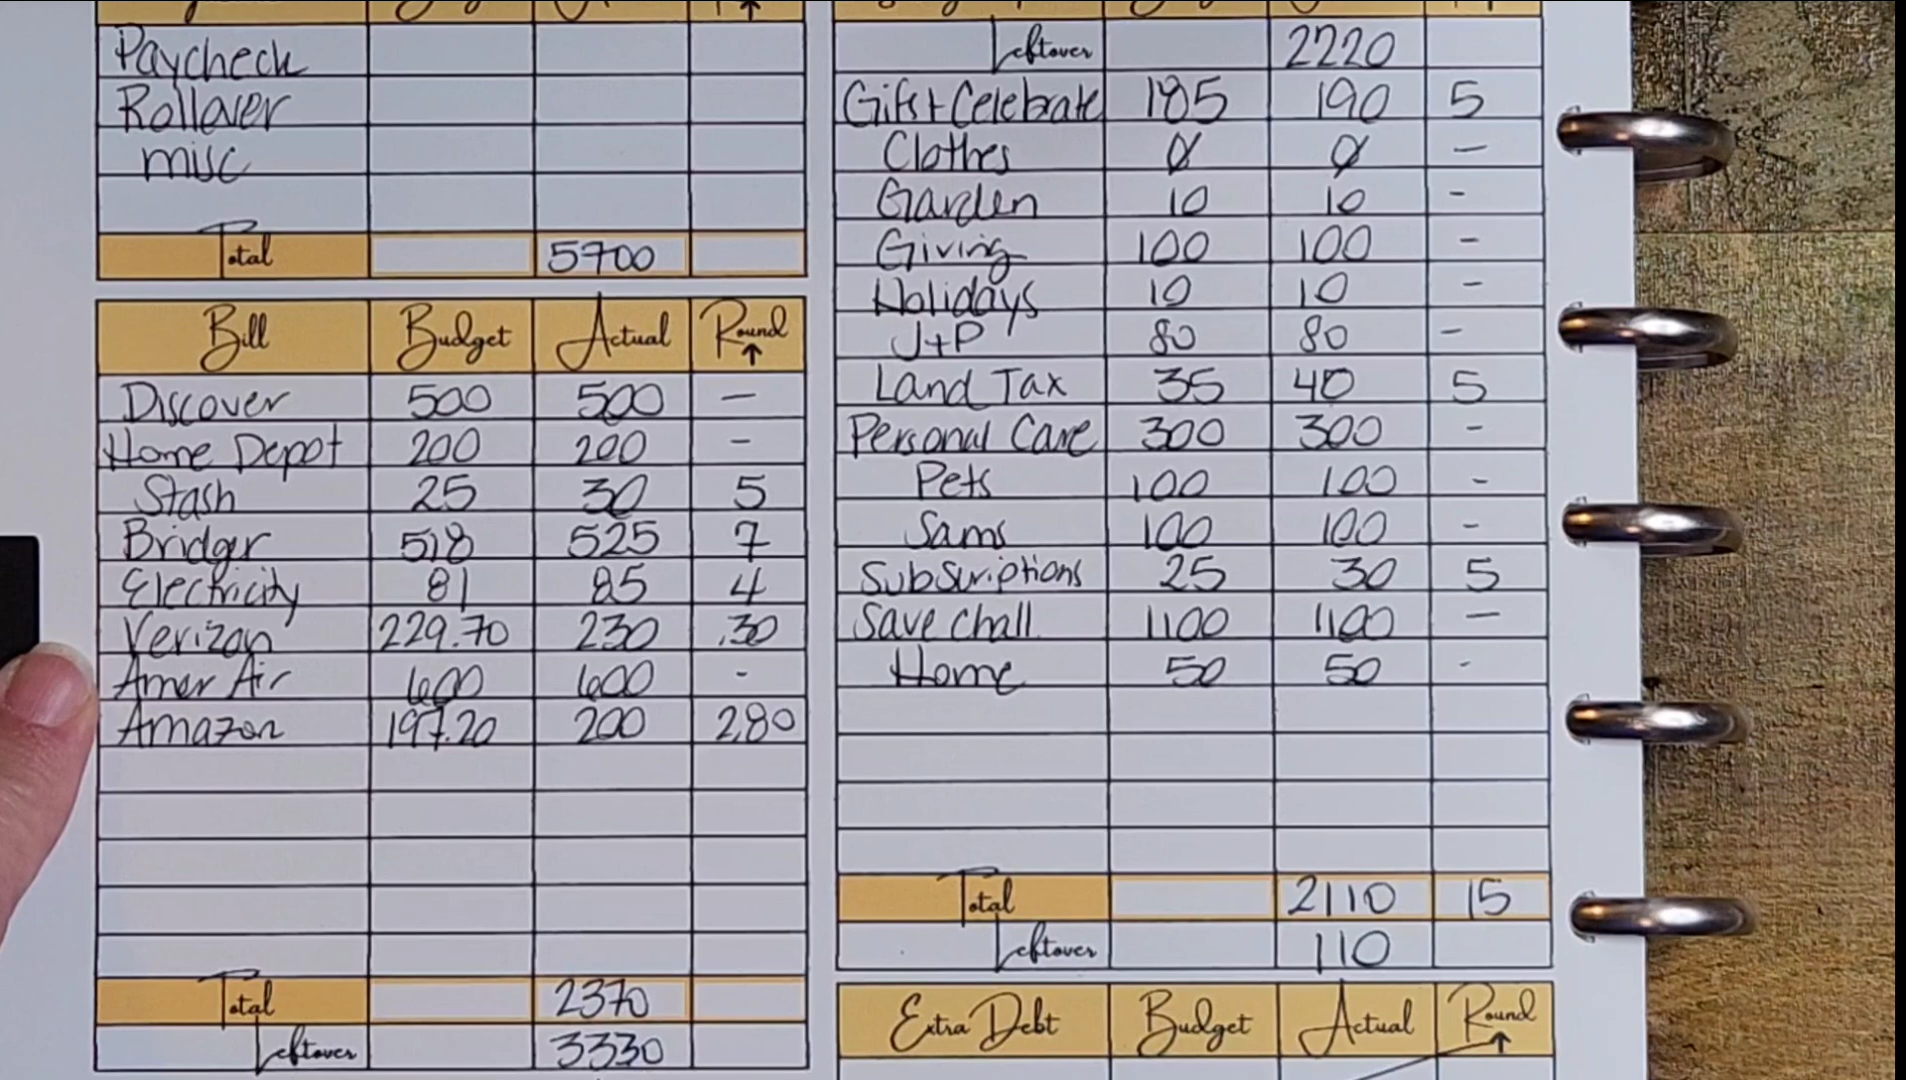 Paycheck
Rollover
misc
Total 5700
Bill Budget Actual Round ↑
Discover 500 500 —
Home Depot 200 200 -
Stash 25 30 5
Bridger 518 525 7
Electricity 81 85 4
Verizon 229.70 230 .30
Amer Air 600 600 -
Amazon 197.20 200 2.80
Total 2370
Leftover 3330
Leftover 2220
Gifts+Celebrate 185 190 5
Clothes Ø Ø —
Garden 10 10 -
Giving 100 100 -
Holidays 10 10 -
J+P 80 80 -
Land Tax 35 40 5
Personal Care 300 300 -
Pets 100 100 -
Sams 100 100 -
Subscriptions 25 30 5
Save Chall. 1100 1100 —
Home 50 50 -
Total 2110 15
Leftover 110
Extra Debt Budget Actual Round ↑